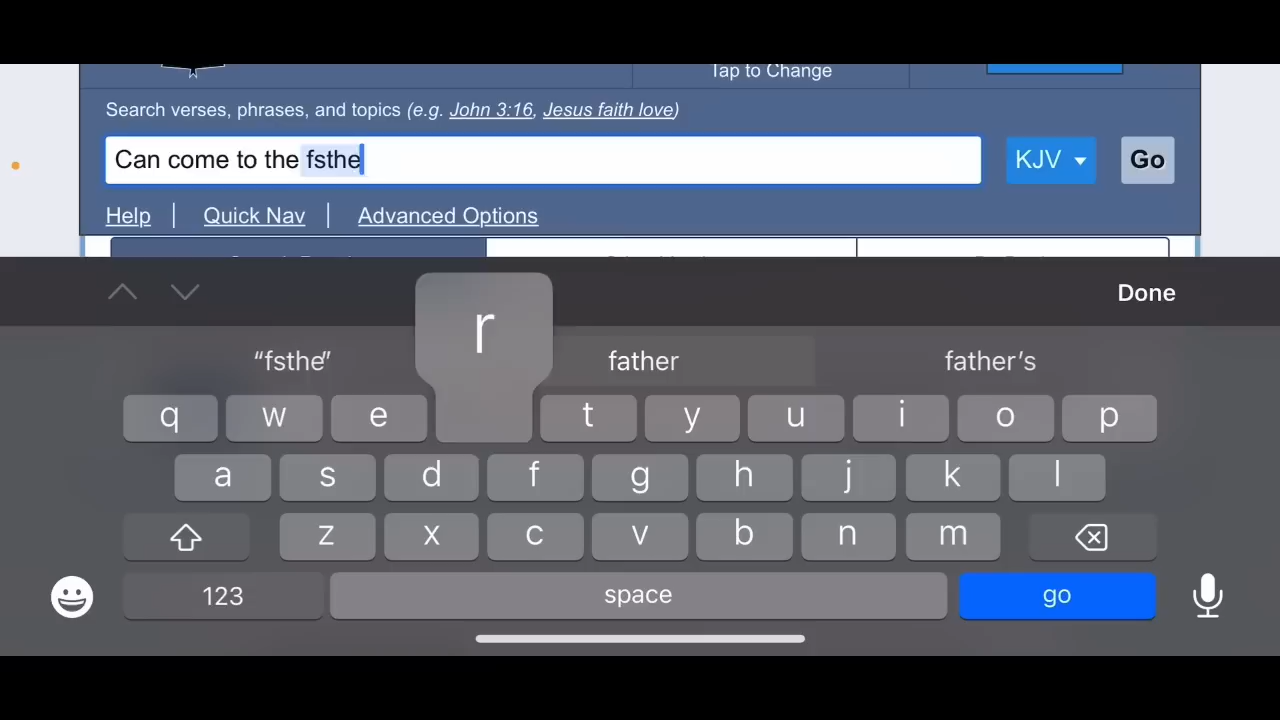 Tap to Change
Search verses, phrases, and topics (e.g. John 3:16, Jesus faith love)
Can come to the fsthe
KJV
Go
Help | Quick Nav | Advanced Options
Done
r
“fsthe” father father’s
q w e t y u i o p
a s d f g h j k l
z x c v b n m
123 space go